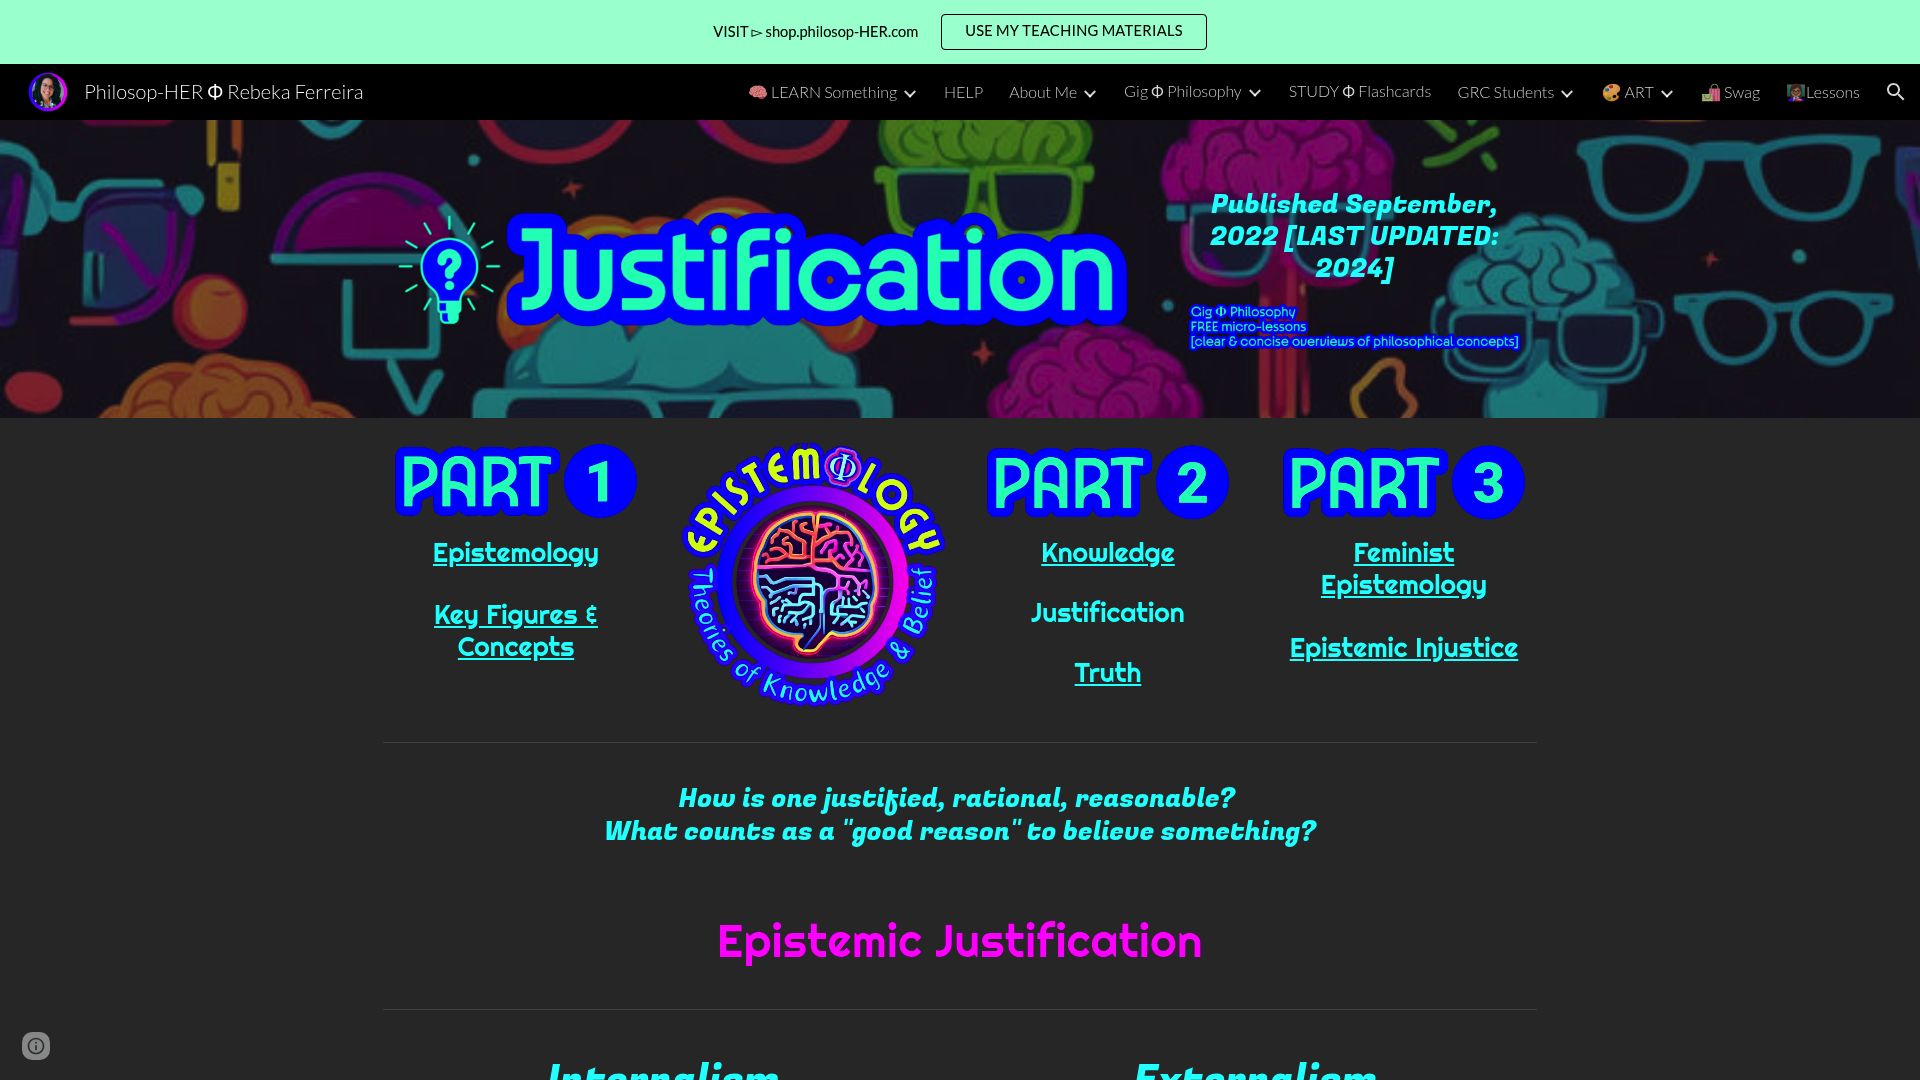 VISIT ▻ shop.philosop-HER.com
USE MY TEACHING MATERIALS
Philosop-HER Φ Rebeka Ferreira
🧠 LEARN Something
HELP
About Me
Gig Φ Philosophy
STUDY Φ Flashcards
GRC Students
🎨 ART
🛍️ Swag
👩🏾‍🏫Lessons
Justification
Published September,
2022 [LAST UPDATED:
2024]
Gig Φ Philosophy
FREE micro-lessons
[clear & concise overviews of philosophical concepts]
PART 1
Epistemology
Key Figures &
Concepts
EPISTEMΦLOGY
Theories of Knowledge & Belief
PART 2
Knowledge
Justification
Truth
PART 3
Feminist
Epistemology
Epistemic Injustice
How is one justified, rational, reasonable?
What counts as a "good reason" to believe something?
Epistemic Justification
Internalism
Externalism